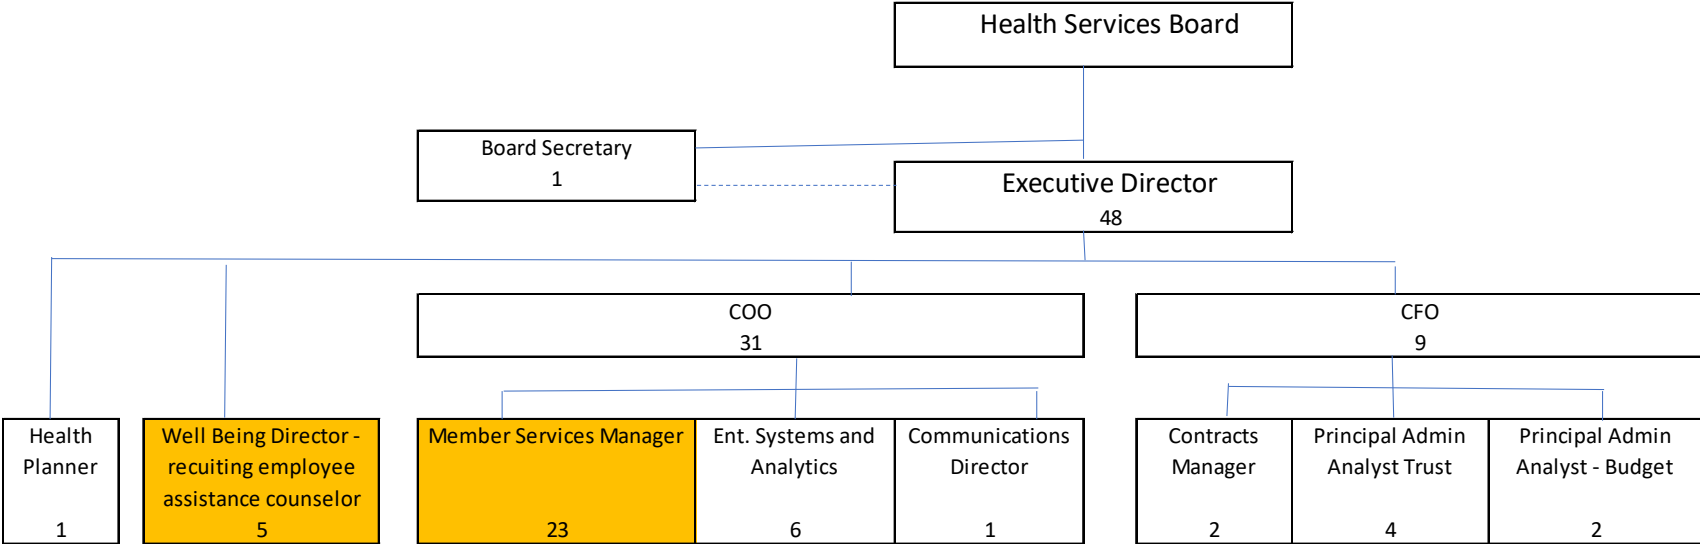 Health Services Board
Board Secretary
1
Executive Director
48
COO
31
CFO
9
Health
Planner
1
Well Being Director -
recuiting employee
assistance counselor
5
Member Services Manager
23
Ent. Systems and
Analytics
6
Communications
Director
1
Contracts
Manager
2
Principal Admin
Analyst Trust
4
Principal Admin
Analyst - Budget
2